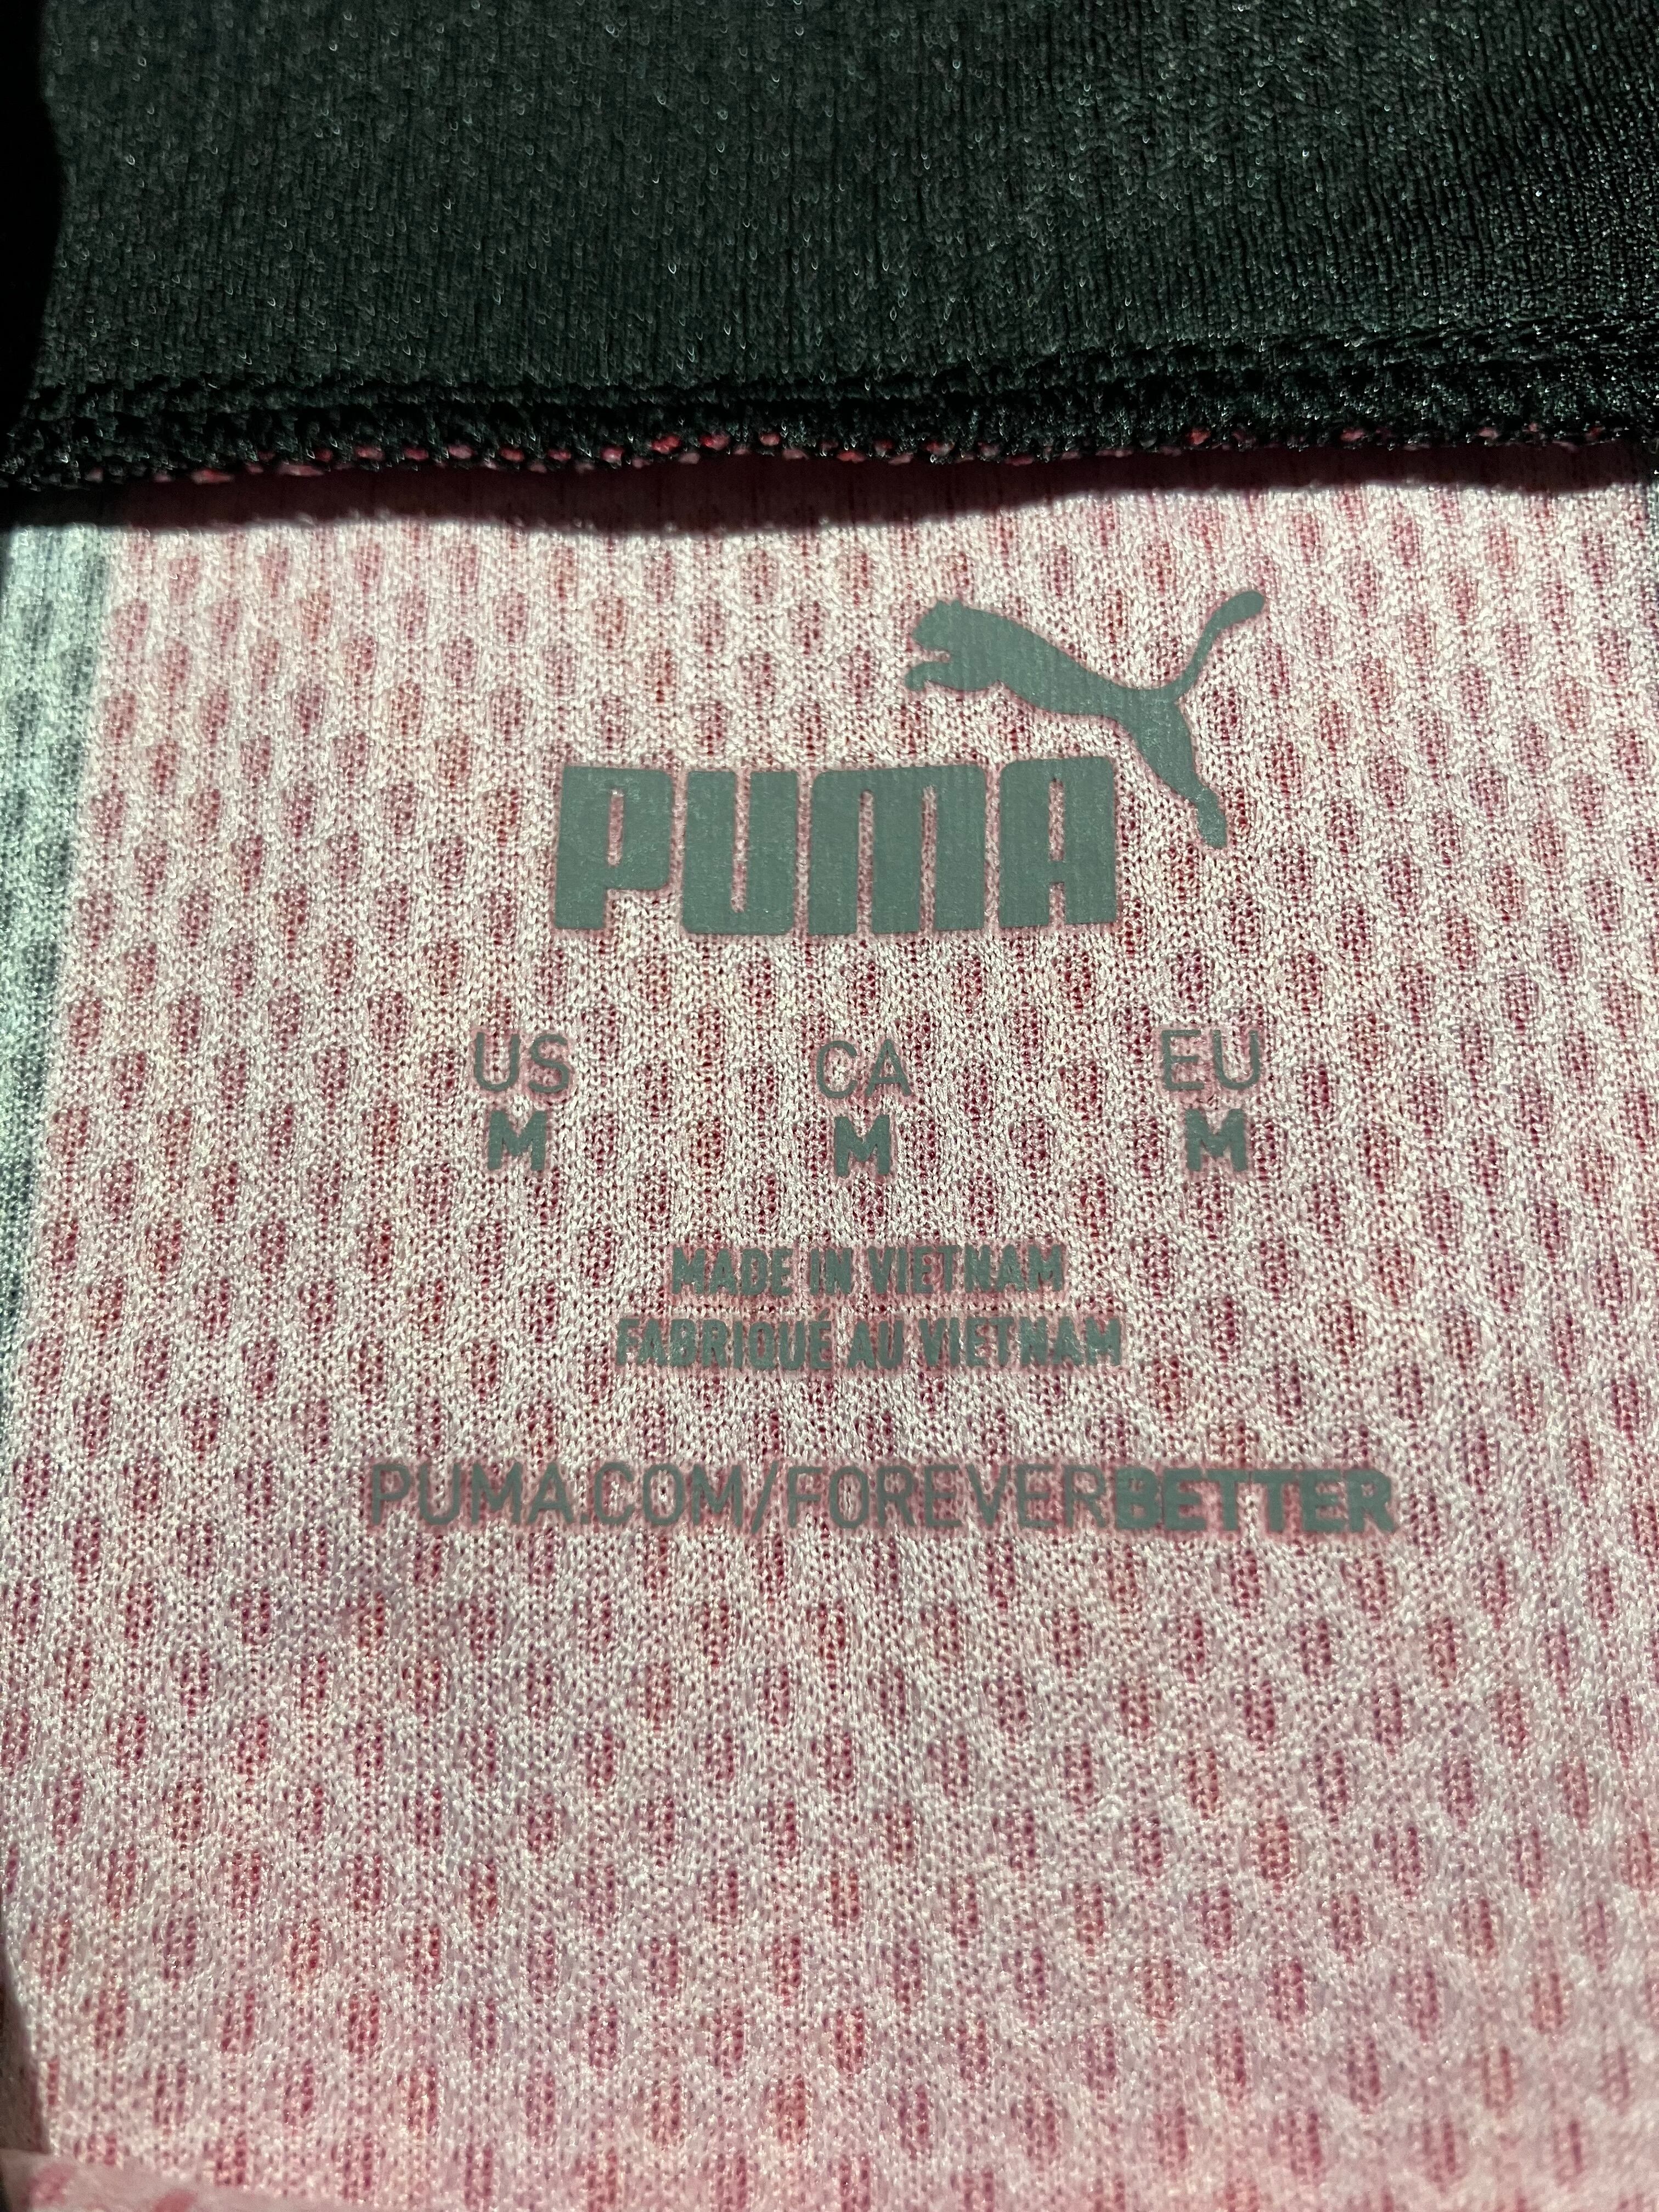 PUMA
US CA EU
M M M
MADE IN VIETNAM
FABRIQUÉ AU VIETNAM
PUMA.COM/FOREVERBETTER